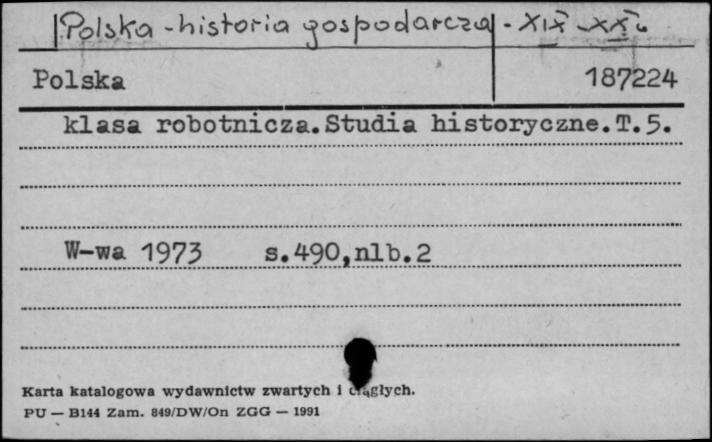 Polska - historia gospodarcza - XIX - XX
Polska 187224
klasa robotnicza.Studia historyczne.T.5.
W-wa 1973 s.490,nlb.2
Karta katalogowa wydawnictw zwartych i ciągłych.
PU — B144 Zam. 849/DW/On ZGG — 1991